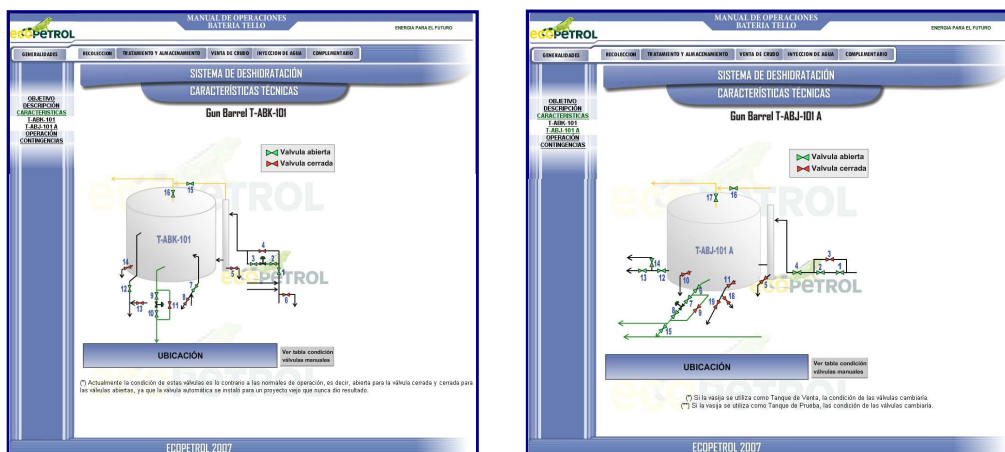 MANUAL DE OPERACIONES
BATERIA TELLO
ecoPETROL
ENERGIA PARA EL FUTURO
GENERALIDADES
RECOLECCION TRATAMIENTO Y ALMACENAMIENTO VENTA DE CRUDO INYECCION DE AGUA COMPLEMENTARIO
SISTEMA DE DESHIDRATACIÓN
CARACTERÍSTICAS TÉCNICAS
OBJETIVO
DESCRIPCIÓN
CARACTERISTICAS
T-ABK-101
T-ABJ-101 A
OPERACIÓN
CONTINGENCIAS
Gun Barrel T-ABK-101
Valvula abierta
Valvula cerrada
ecoPETROL
15
16
T-ABK-101
4
3 2
1
5
6
14
12
13
9
10
11
7
8
ecoPETROL
UBICACIÓN
Ver tabla condición
válvulas manuales
(*) Actualmente la condición de estas válvulas es lo contrario a las normales de operación, es decir, abierta para la válvula cerrada y cerrada para
las válvulas abiertas, ya que la válvula automática se instaló para un proyecto viejo que nunca dio resultado.
ECOPETROL 2007
MANUAL DE OPERACIONES
BATERIA TELLO
ecoPETROL
ENERGIA PARA EL FUTURO
GENERALIDADES
RECOLECCION TRATAMIENTO Y ALMACENAMIENTO VENTA DE CRUDO INYECCION DE AGUA COMPLEMENTARIO
SISTEMA DE DESHIDRATACIÓN
CARACTERÍSTICAS TÉCNICAS
OBJETIVO
DESCRIPCIÓN
CARACTERISTICAS
T-ABK-101
T-ABJ-101 A
OPERACIÓN
CONTINGENCIAS
Gun Barrel T-ABJ-101 A
Valvula abierta
Valvula cerrada
ecoPETROL
16
17
T-ABJ-101 A
3
4 2 1
5
14
13 12
10
11
7
19 18
15
ecoPETROL
UBICACIÓN
Ver tabla condición
válvulas manuales
(*) Si la vasija se utiliza como Tanque de Venta, la condición de las válvulas cambiaría.
(**) Si la vasija se utiliza como Tanque de Prueba, las condición de las válvulas cambiaría.
ECOPETROL 2007